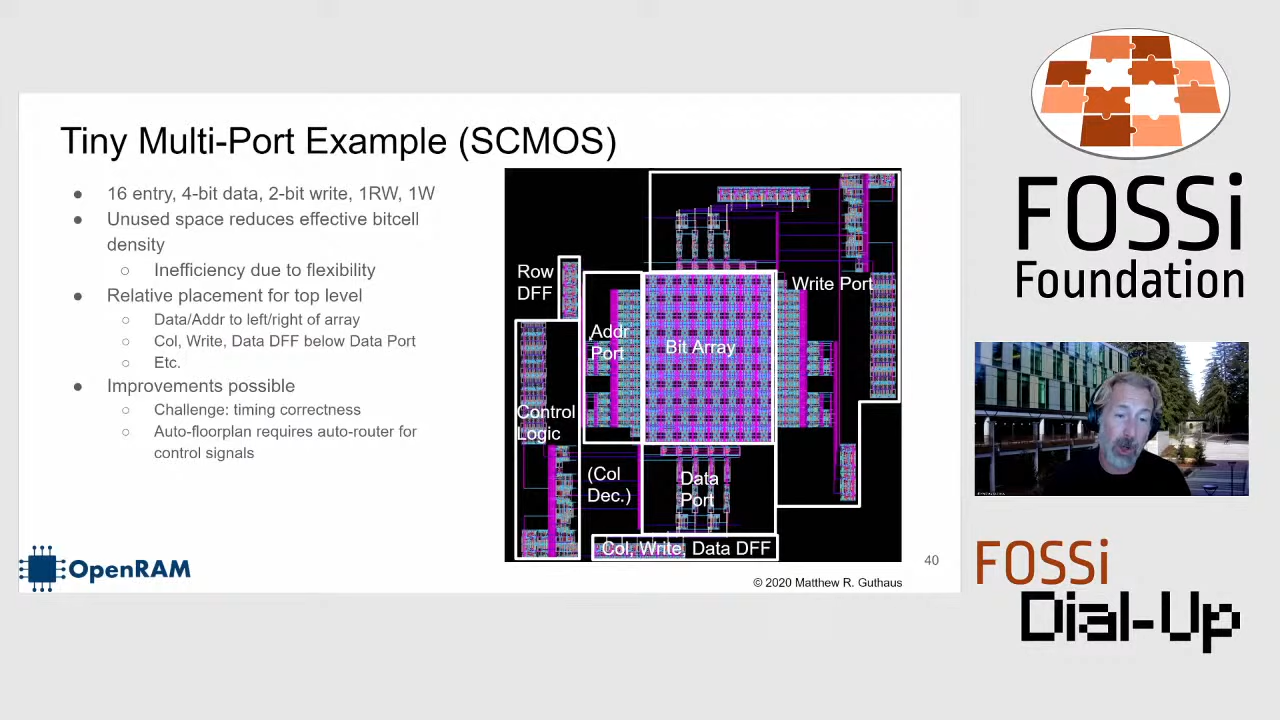 Tiny Multi-Port Example (SCMOS)
● 16 entry, 4-bit data, 2-bit write, 1RW, 1W
● Unused space reduces effective bitcell
density
○ Inefficiency due to flexibility
● Relative placement for top level
○ Data/Addr to left/right of array
○ Col, Write, Data DFF below Data Port
○ Etc.
● Improvements possible
○ Challenge: timing correctness
○ Auto-floorplan requires auto-router for
control signals
Row
DFF
Write Port
Addr
Port
Bit Array
Control
Logic
(Col
Dec.)
Data
Port
Col, Write, Data DFF
OpenRAM
40
© 2020 Matthew R. Guthaus
FOSSi
Foundation
FOSSi
Dial-Up